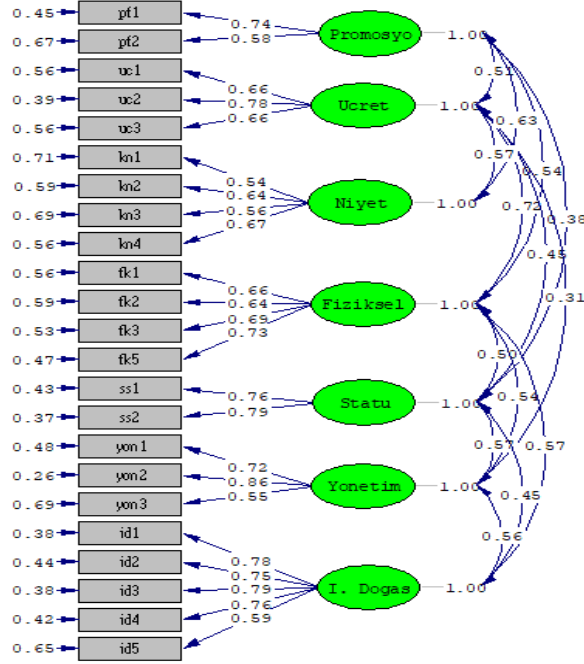 0.45 pf1
0.74 Promosyo 1.00
0.67 pf2
0.58
0.56 uc1
0.51
0.66
0.39 uc2
0.78 Ucret 1.00
0.56 uc3
0.66
0.63
0.71 kn1
0.57
0.54
0.54
0.59 kn2
0.64
0.69 kn3
0.56 Niyet 1.00
0.72
0.38
0.56 kn4
0.67
0.45
0.56 fk1
0.66
0.59 fk2
0.64 Fiziksel 1.00
0.31
0.53 fk3
0.69
0.47 fk5
0.73
0.50
0.43 ss1
0.76
0.54
0.37 ss2
0.79 Statu 1.00
0.48 yon1
0.57
0.57
0.72
0.26 yon2
0.86 Yonetim 1.00
0.69 yon3
0.55
0.45
0.38 id1
0.56
0.78
0.44 id2
0.75
0.38 id3
0.79 I. Dogas 1.00
0.42 id4
0.76
0.65 id5
0.59